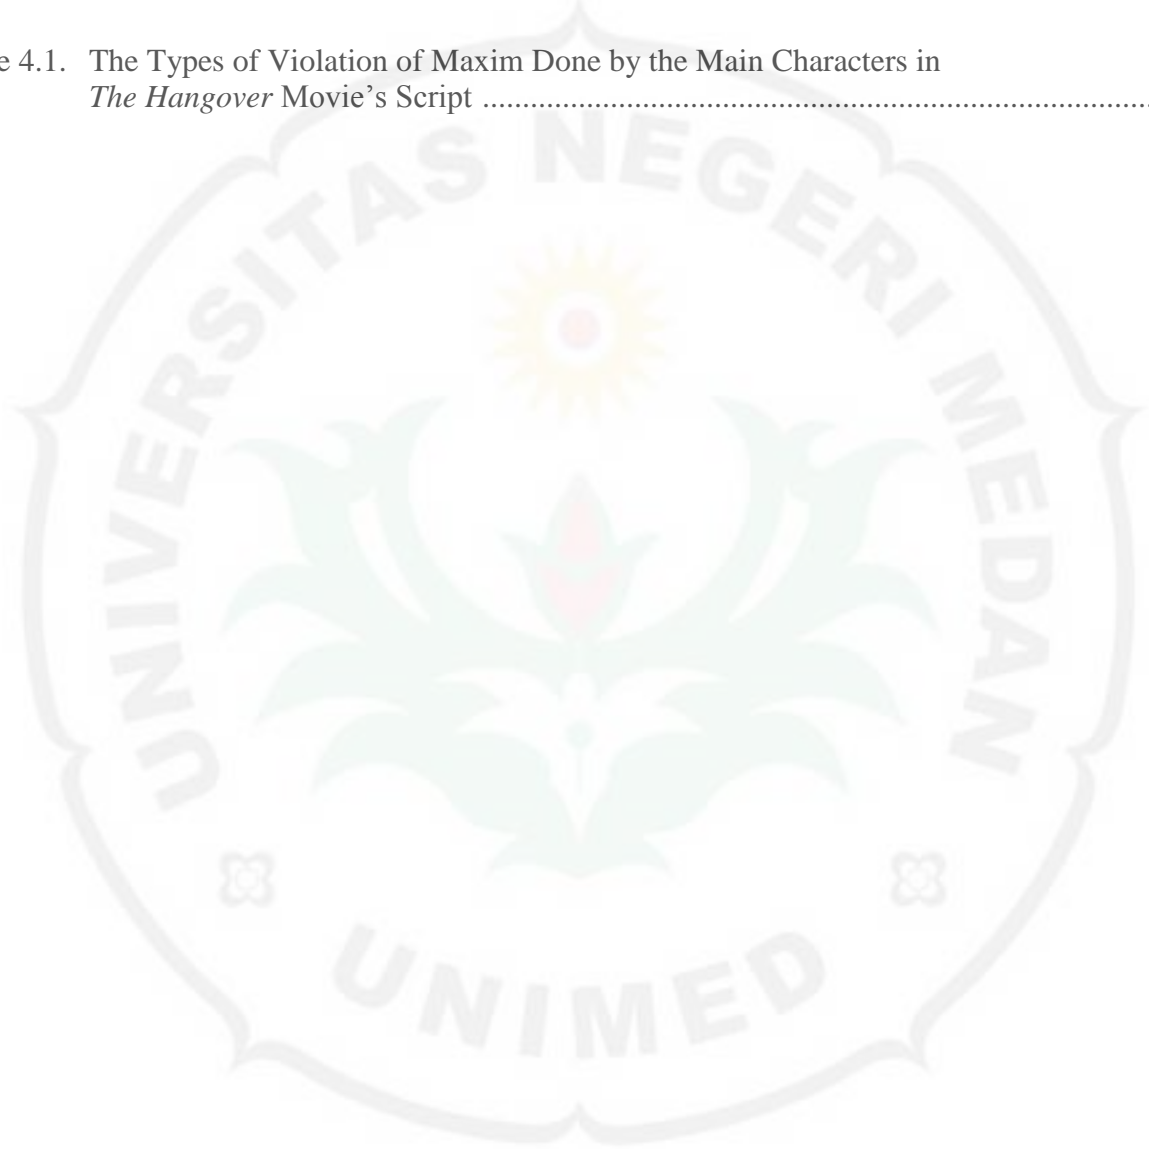 e 4.1. The Types of Violation of Maxim Done by the Main Characters in
The Hangover Movie's Script ....................................................................................
UNIVERSITAS NEGERI MEDAN
UNIMED